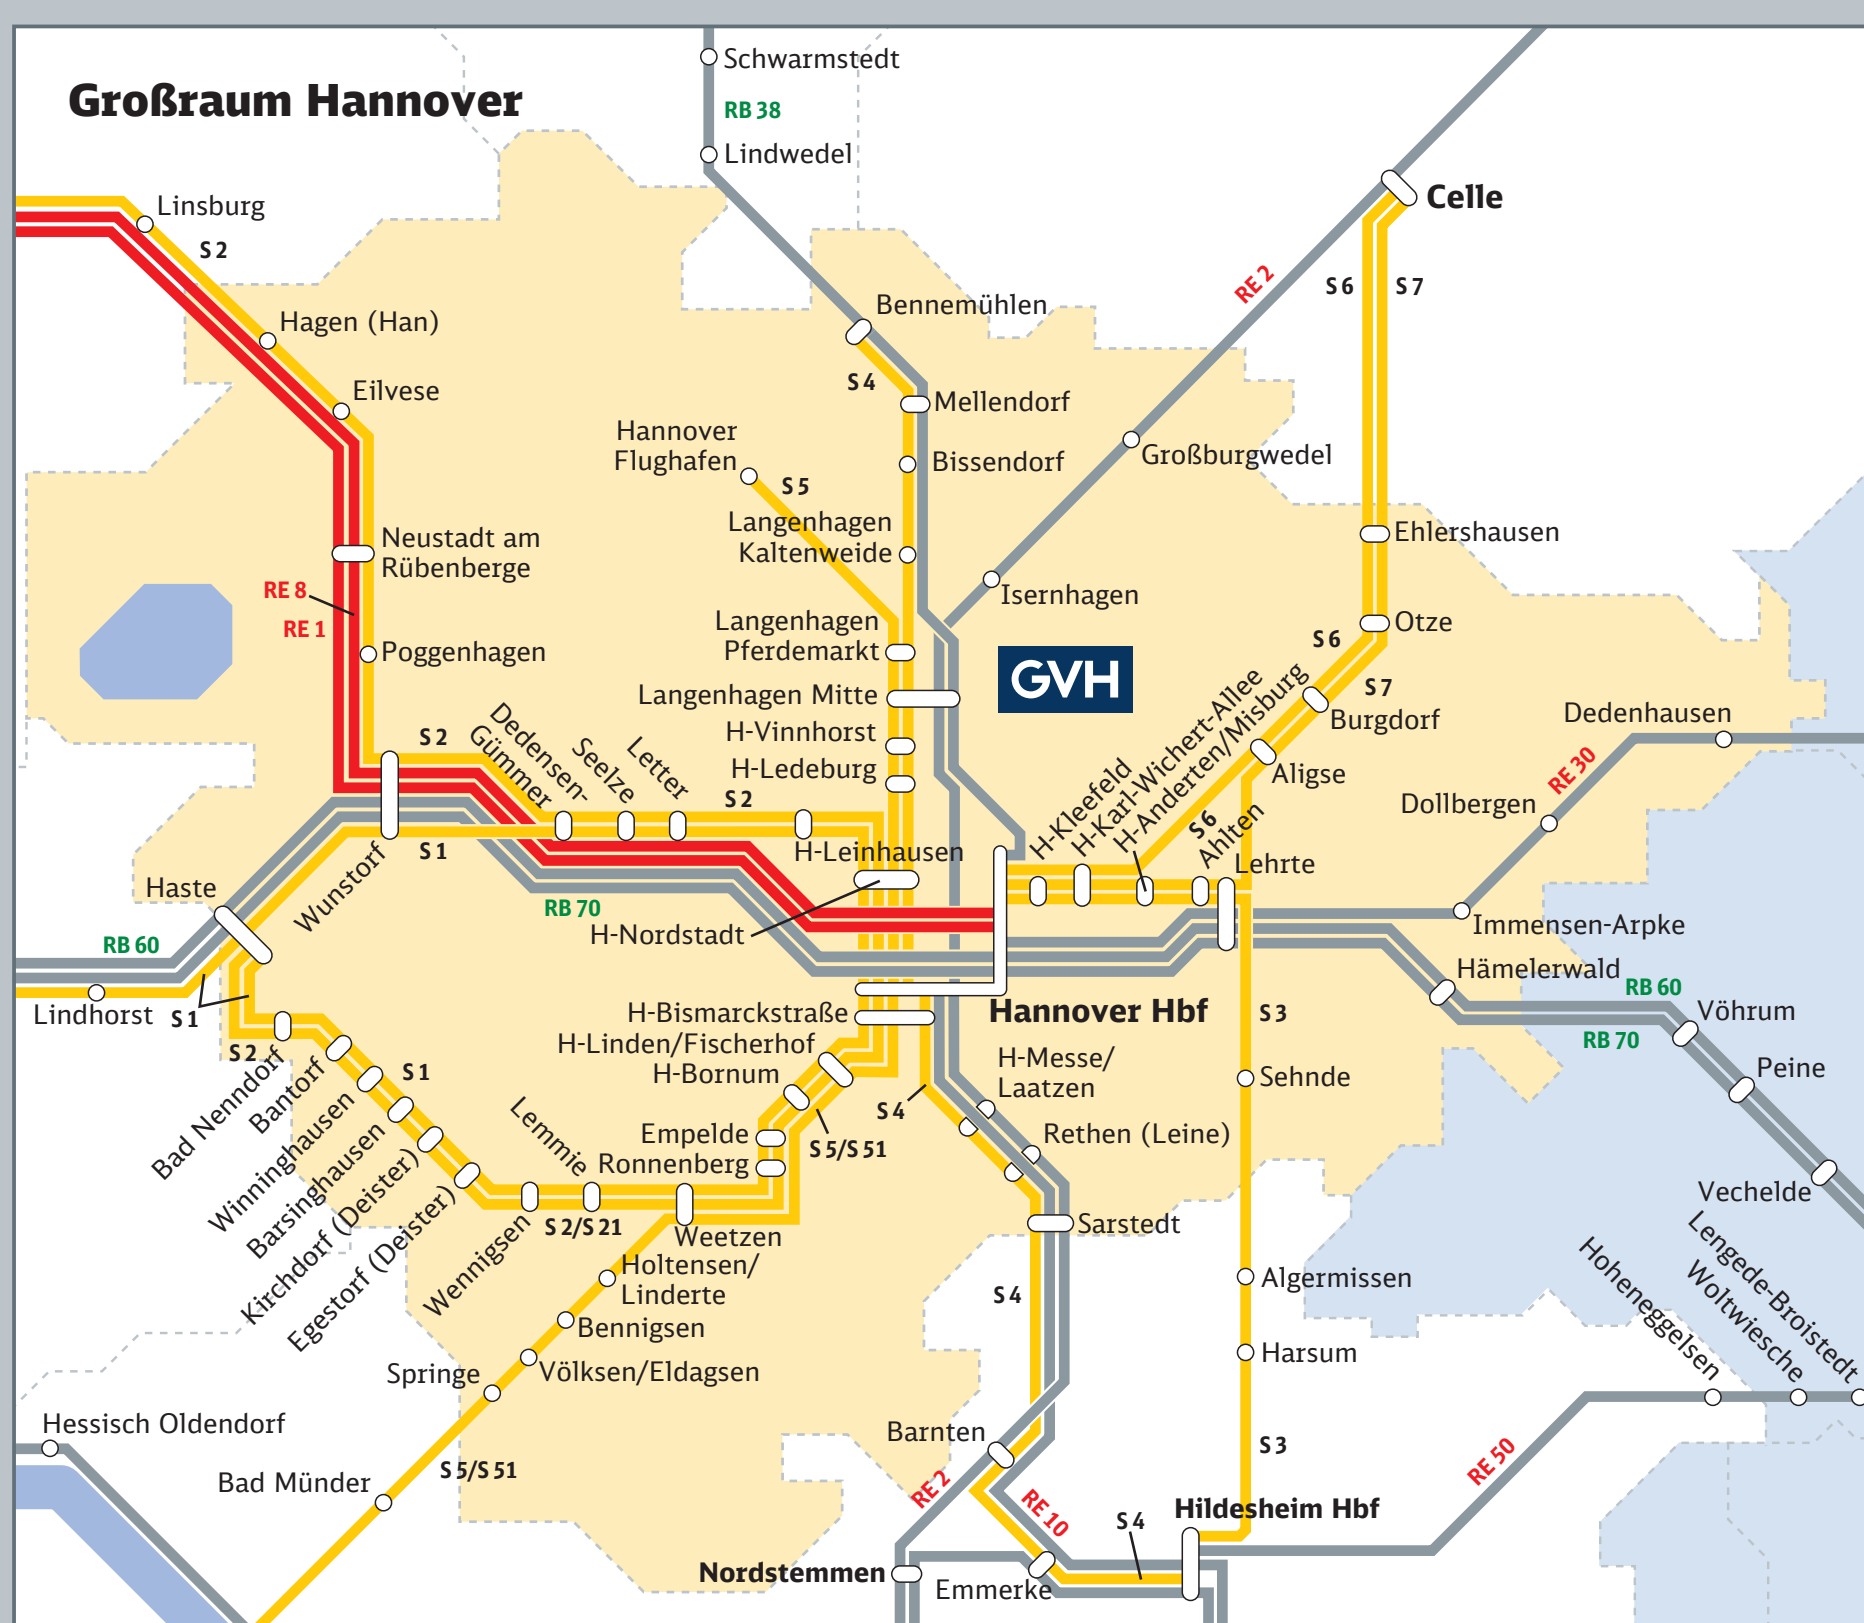 Großraum Hannover
Schwarmstedt
RB 38
Lindwedel
Celle
Linsburg
S 2
RE 2
S 6
S 7
Bennemühlen
Hagen (Han)
S 4
Eilvese
Mellendorf
Hannover
Flughafen
S 5
Bissendorf
Großburgwedel
Langenhagen
Kaltenweide
Ehlershausen
Neustadt am
Rübenberge
RE 8
RE 1
Isernhagen
Langenhagen
Pferdemarkt
Otze
S 6
Poggenhagen
GVH
S 7
Langenhagen Mitte
Burgdorf
Dedenhausen
H-Vinnhorst
S 2
Dedensen-
Gümmer
Seelze
Letter
H-Ledeburg
Aligse
RE 30
S 2
H-Kleefeld
H-Karl-Wichert-Allee
H-Anderten/Misburg
S 6
Ahlten
Dollbergen
S 1
H-Leinhausen
Lehrte
Haste
Wunstorf
RB 70
H-Nordstadt
Immensen-Arpke
RB 60
Hämelerwald
RB 60
Lindhorst
S 1
H-Bismarckstraße
Hannover Hbf
S 3
Vöhrum
RB 70
S 2
H-Linden/Fischerhof
H-Messe/
Laatzen
H-Bornum
S 1
Sehnde
Peine
Bad Nenndorf
Bantorf
Winninghausen
Barsinghausen
Kirchdorf (Deister)
Egestorf (Deister)
Lemmie
S 4
Empelde
Ronnenberg
S 5/S 51
Rethen (Leine)
Vechelde
Wennigsen
S 2/S 21
Weetzen
Sarstedt
Holtensen/
Linderte
S 4
Algermissen
Hoheneggelsen
Woltwiesche
Lengede-Broistedt
Bennigsen
Harsum
Springe
Völksen/Eldagsen
Hessisch Oldendorf
Barnten
S 3
S 5/S 51
Bad Münder
RE 2
RE 10
RE 50
Hildesheim Hbf
S 4
Nordstemmen
Emmerke